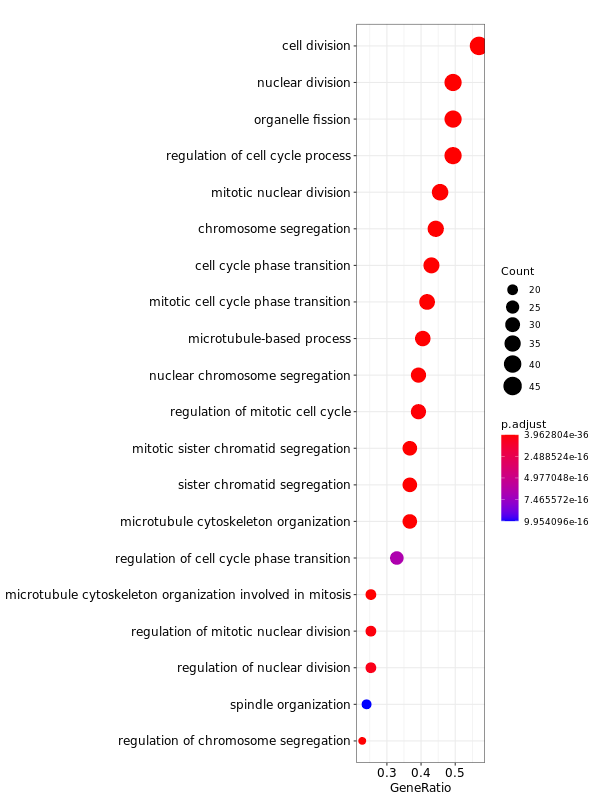 cell division
nuclear division
organelle fission
regulation of cell cycle process
mitotic nuclear division
chromosome segregation
cell cycle phase transition
mitotic cell cycle phase transition
microtubule-based process
nuclear chromosome segregation
regulation of mitotic cell cycle
mitotic sister chromatid segregation
sister chromatid segregation
microtubule cytoskeleton organization
regulation of cell cycle phase transition
microtubule cytoskeleton organization involved in mitosis
regulation of mitotic nuclear division
regulation of nuclear division
spindle organization
regulation of chromosome segregation
0.3 0.4 0.5
GeneRatio
Count
20
25
30
35
40
45
p.adjust
3.962804e-36
2.488524e-16
4.977048e-16
7.465572e-16
9.954096e-16